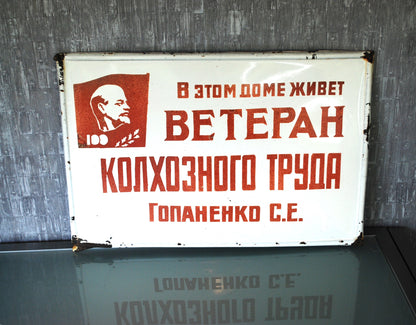 В ЭТОМ ДОМЕ ЖИВЕТ
ВЕТЕРАН
100
КОЛХОЗНОГО ТРУДА
ГОПАНЕНКО С.Е.